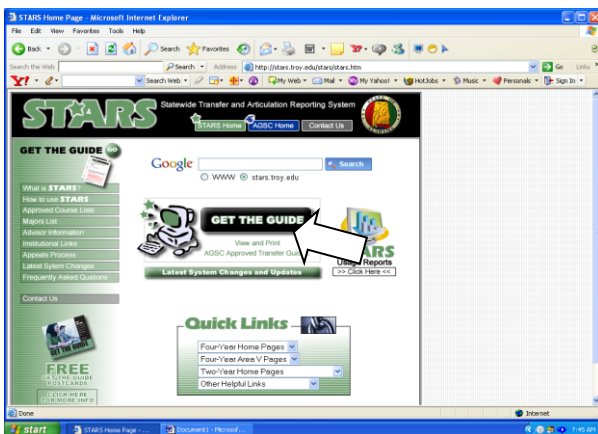 STARS Home Page - Microsoft Internet Explorer
File Edit View Favorites Tools Help
Back Search Favorites
Search the Web Search Address http://stars.troy.edu/stars/stars.htm Go Links
Y! Search Web My Web Mail My Yahoo! HotJobs Music Personals Sign In
STARS
Statewide Transfer and Articulation Reporting System
STARS Home AGSC Home Contact Us
GET THE GUIDE GO
Google Search
WWW stars.troy.edu
What is STARS?
How to use STARS
Approved Course Lists
Majors List
Advisor Information
Institutional Links
Appeals Process
Latest Sytem Changes
Frequently Asked Qustions
Contact Us
GET THE GUIDE
View and Print
AGSC Approved Transfer Gui
Latest System Changes and Updates
ARS
Usage Reports
>> Click Here <<
Quick Links
Four-Year Home Pages
Four-Year Area V Pages
Two-Year Home Pages
Other Helpful Links
GET THE GUIDE
FREE
GET THE GUIDE
POSTCARDS
CLICK HERE
FOR MORE INFO
Done Internet
start STARS Home Page - ... Document1 - Microsof... 7:45 AM